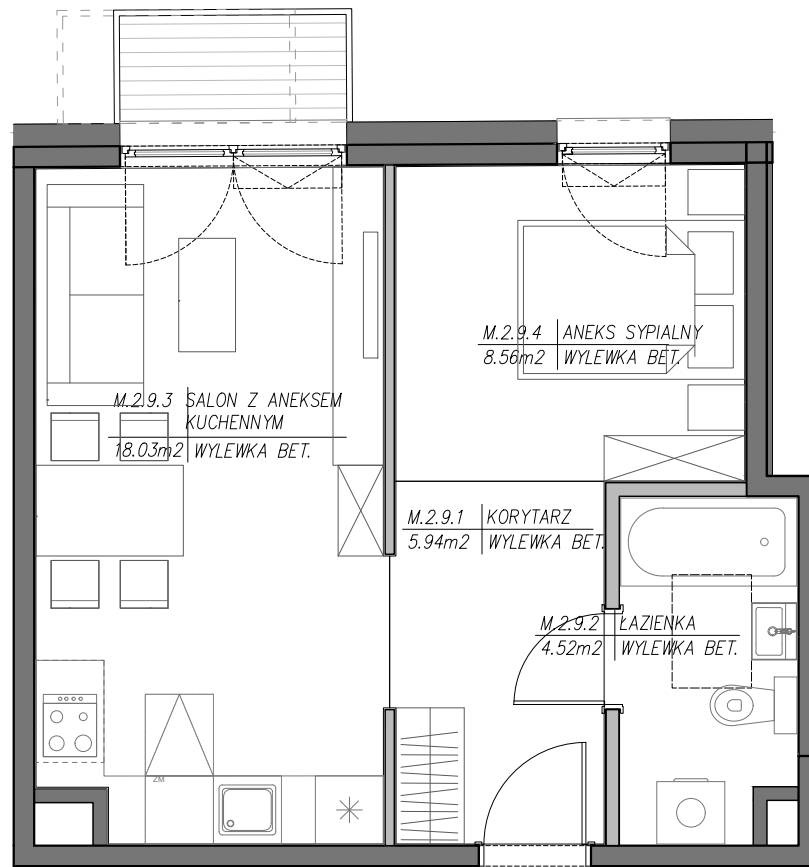 M.2.9.4 ANEKS SYPIALNY
8.56m2 WYLEWKA BET.
M.2.9.3 SALON Z ANEKSEM
KUCHENNYM
18.03m2 WYLEWKA BET.
M.2.9.1 KORYTARZ
5.94m2 WYLEWKA BET.
M.2.9.2 ŁAZIENKA
4.52m2 WYLEWKA BET.
ZM